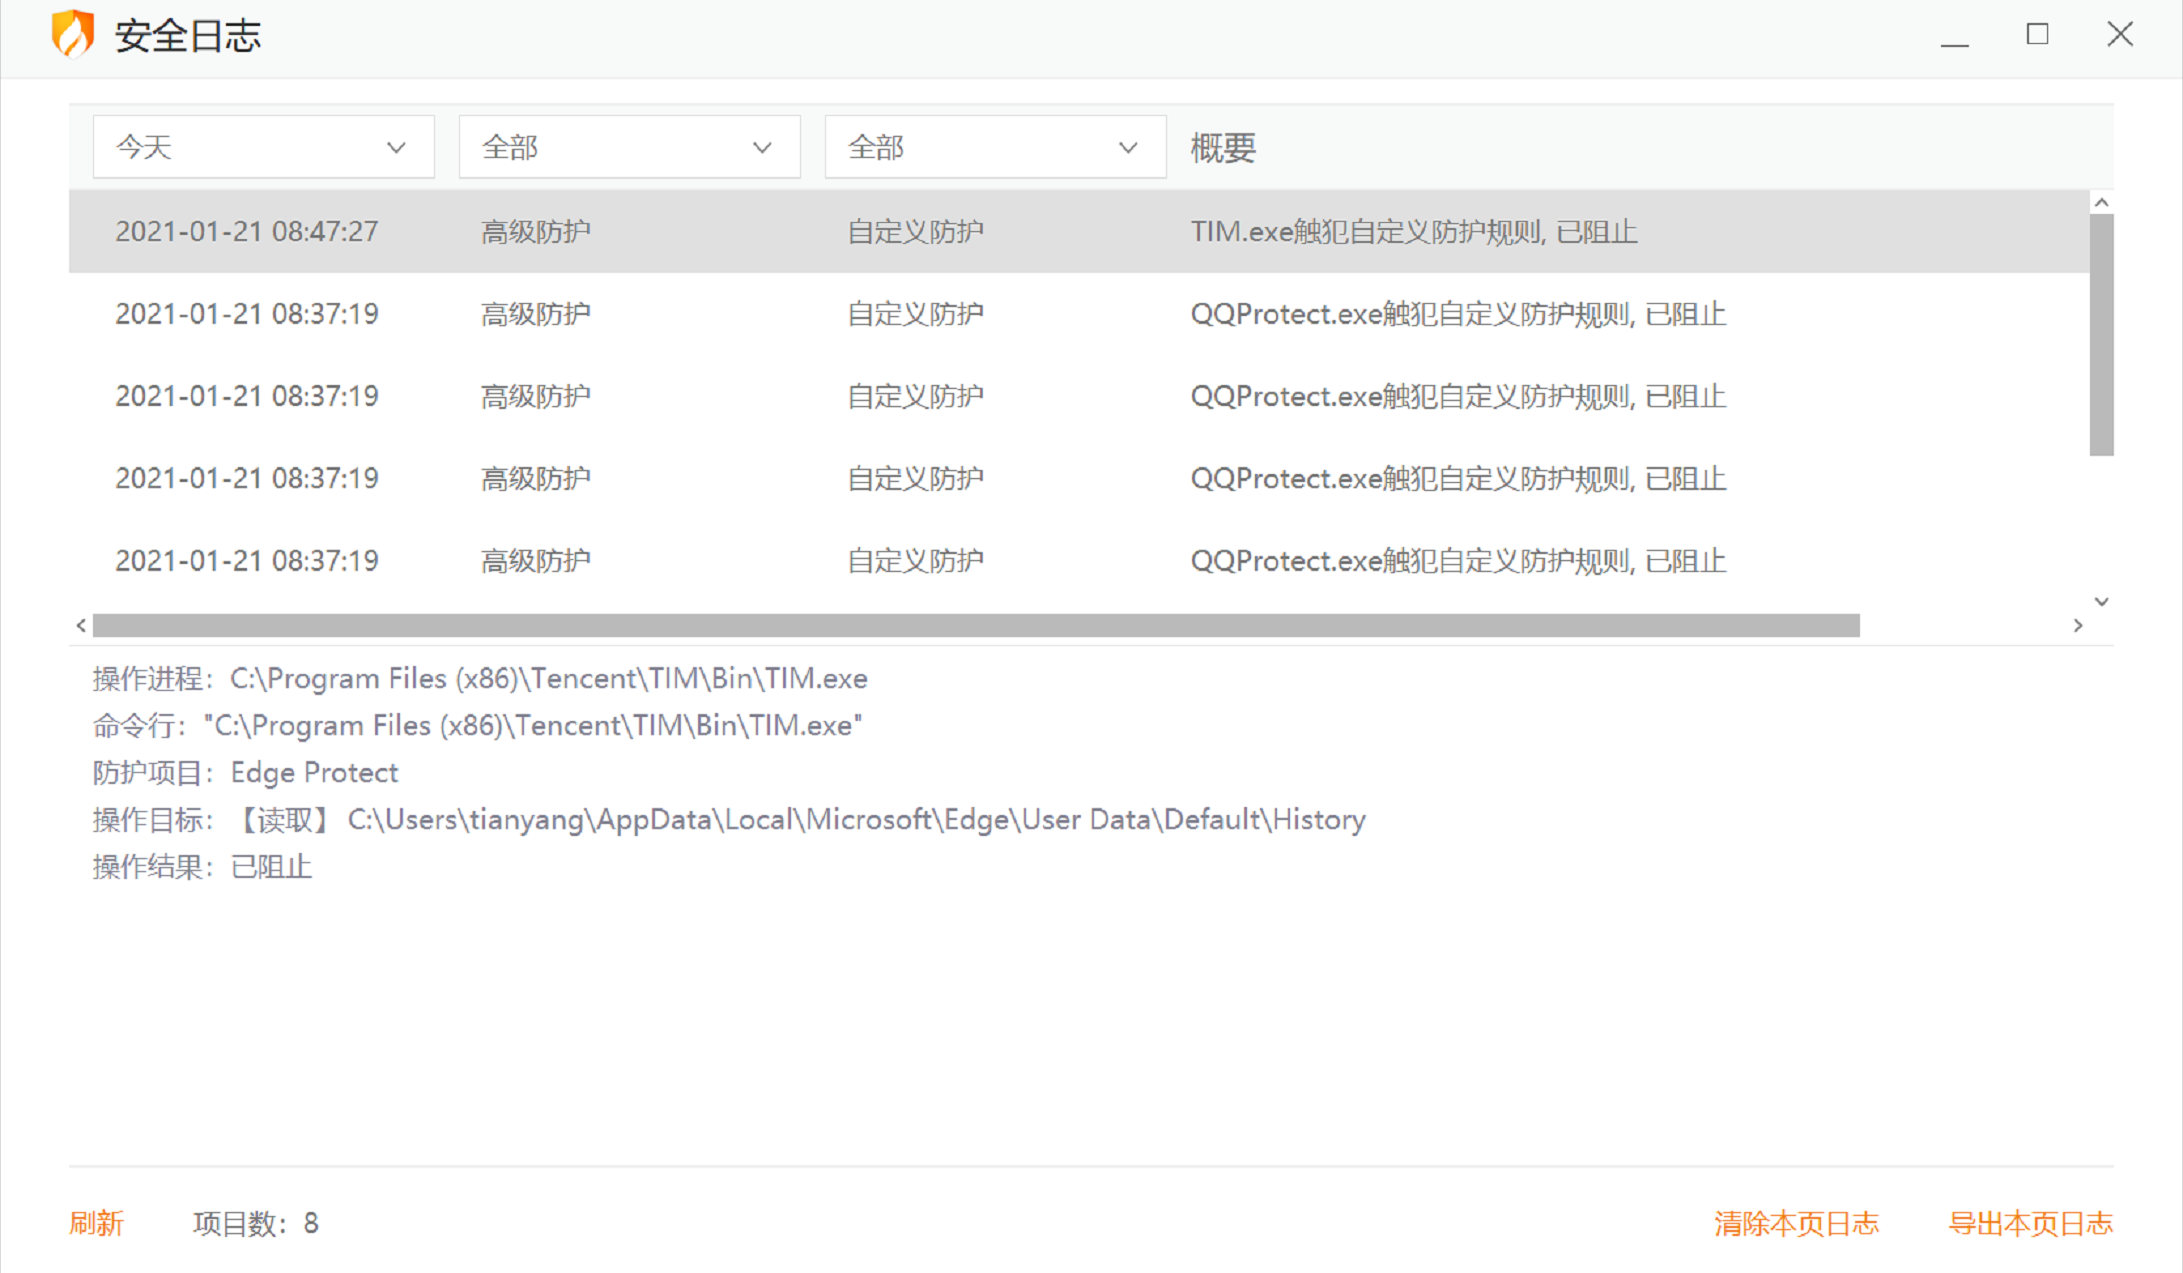 安全日志
今天 全部 全部 概要
2021-01-21 08:47:27 高级防护 自定义防护 TIM.exe触犯自定义防护规则, 已阻止
2021-01-21 08:37:19 高级防护 自定义防护 QQProtect.exe触犯自定义防护规则, 已阻止
2021-01-21 08:37:19 高级防护 自定义防护 QQProtect.exe触犯自定义防护规则, 已阻止
2021-01-21 08:37:19 高级防护 自定义防护 QQProtect.exe触犯自定义防护规则, 已阻止
2021-01-21 08:37:19 高级防护 自定义防护 QQProtect.exe触犯自定义防护规则, 已阻止
操作进程：C:\Program Files (x86)\Tencent\TIM\Bin\TIM.exe
命令行："C:\Program Files (x86)\Tencent\TIM\Bin\TIM.exe"
防护项目：Edge Protect
操作目标：【读取】C:\Users\tianyang\AppData\Local\Microsoft\Edge\User Data\Default\History
操作结果：已阻止
刷新 项目数：8 清除本页日志 导出本页日志